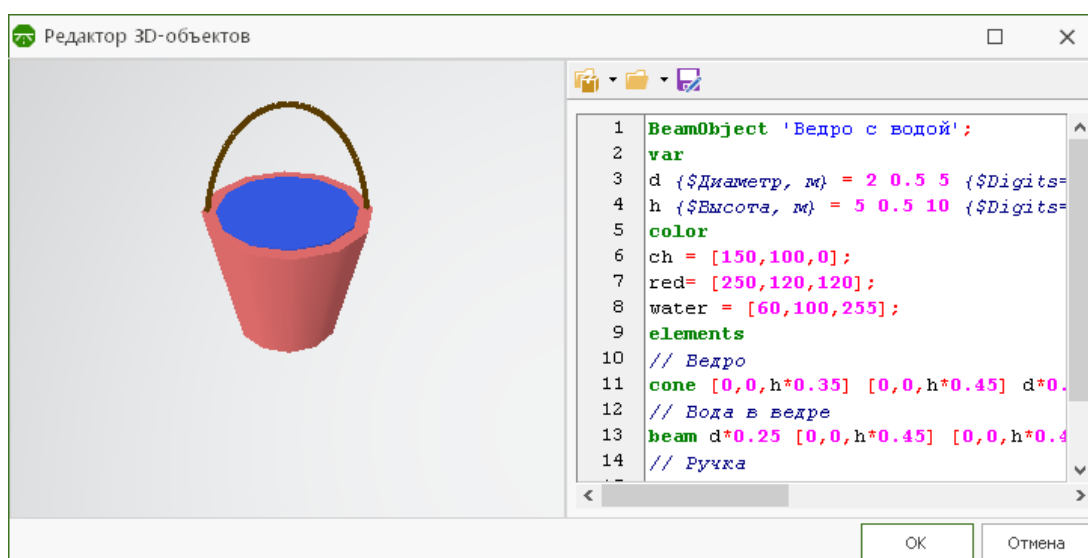 Редактор 3D-объектов
1 BeamObject 'Ведро с водой';
2 var
3 d {$Диаметр, м} = 2 0.5 5 {$Digits=
4 h {$Высота, м} = 5 0.5 10 {$Digits=
5 color
6 ch = [150,100,0];
7 red= [250,120,120];
8 water = [60,100,255];
9 elements
10 // Ведро
11 cone [0,0,h*0.35] [0,0,h*0.45] d*0.
12 // Вода в ведре
13 beam d*0.25 [0,0,h*0.45] [0,0,h*0.4
14 // Ручка
ОК Отмена